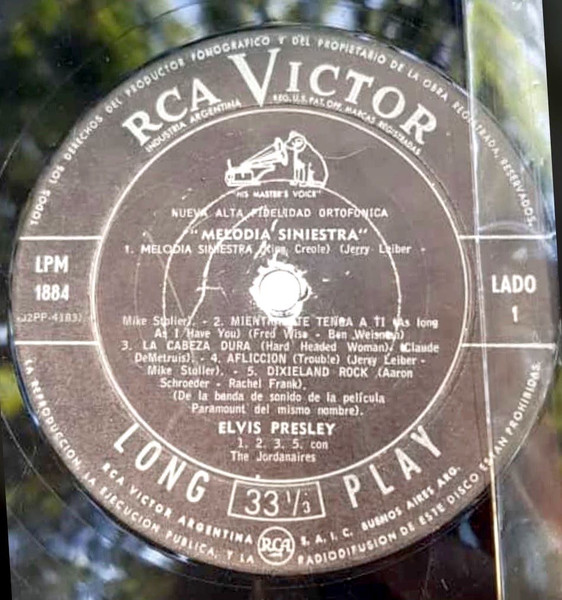 TODOS LOS DERECHOS DEL PRODUCTOR FONOGRAFICO Y DEL PROPIETARIO DE LA OBRA REGISTRADA, RESERVADOS.
RCA VICTOR
INDUSTRIA ARGENTINA REG. U.S. PAT. OFF. MARCAS REGISTRADAS
"HIS MASTER'S VOICE"
NUEVA ALTA FIDELIDAD ORTOFONICA
"MELODIA SINIESTRA"
1. MELODIA SINIESTRA (King Creole) (Jerry Leiber -
LPM
1884
LADO
1
Mike Stoller). - 2. MIENTRAS TE TENGA A TI (As long
As I Have You) (Fred Wise - Ben Weisman)
3. LA CABEZA DURA (Hard Headed Woman) (Claude
DeMetruis). - 4. AFLICCION (Trouble) (Jerry Leiber -
Mike Stoller). - 5. DIXIELAND ROCK (Aaron
Schroeder - Rachel Frank).
(De la banda de sonido de la película
Paramount del mismo nombre).
ELVIS PRESLEY
1. 2. 3. 5. con
The Jordanaires
LONG PLAY
33 1/3
RCA VICTOR ARGENTINA S. A. I. C. BUENOS AIRES ARG.
RCA
LA REPRODUCCION, LA EJECUCION PUBLICA, Y LA RADIODIFUSION DE ESTE DISCO ESTAN PROHIBIDAS.